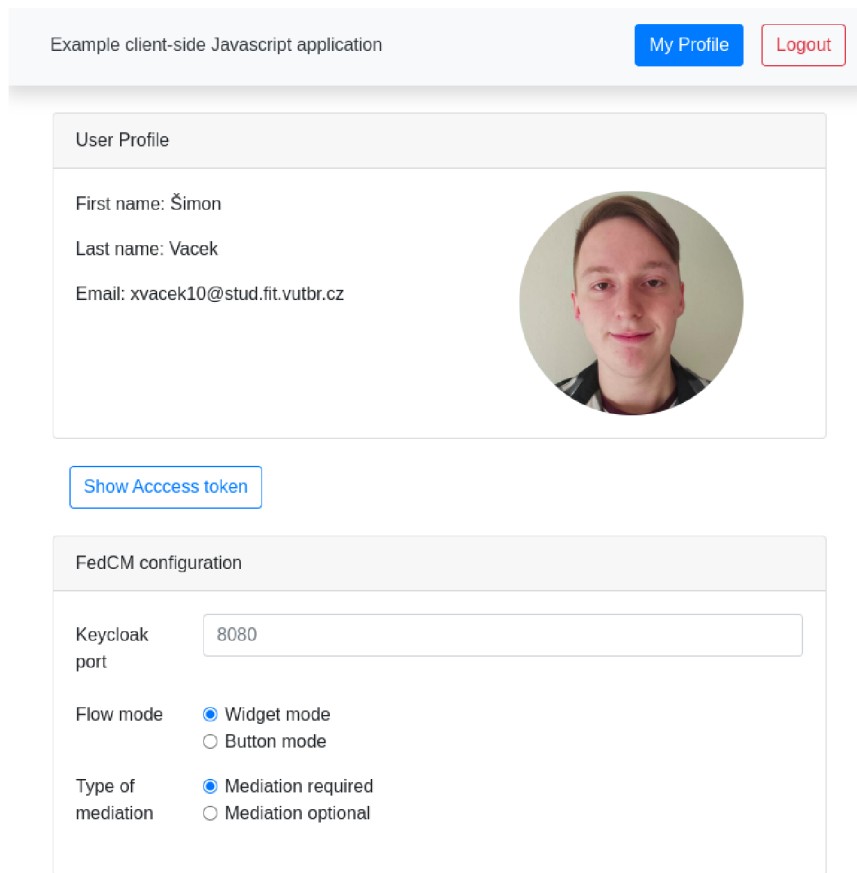 Example client-side Javascript application
My Profile
Logout
User Profile
First name: Šimon
Last name: Vacek
Email: xvacek10@stud.fit.vutbr.cz
Show Acccess token
FedCM configuration
Keycloak
port
8080
Flow mode
Widget mode
Button mode
Type of
mediation
Mediation required
Mediation optional